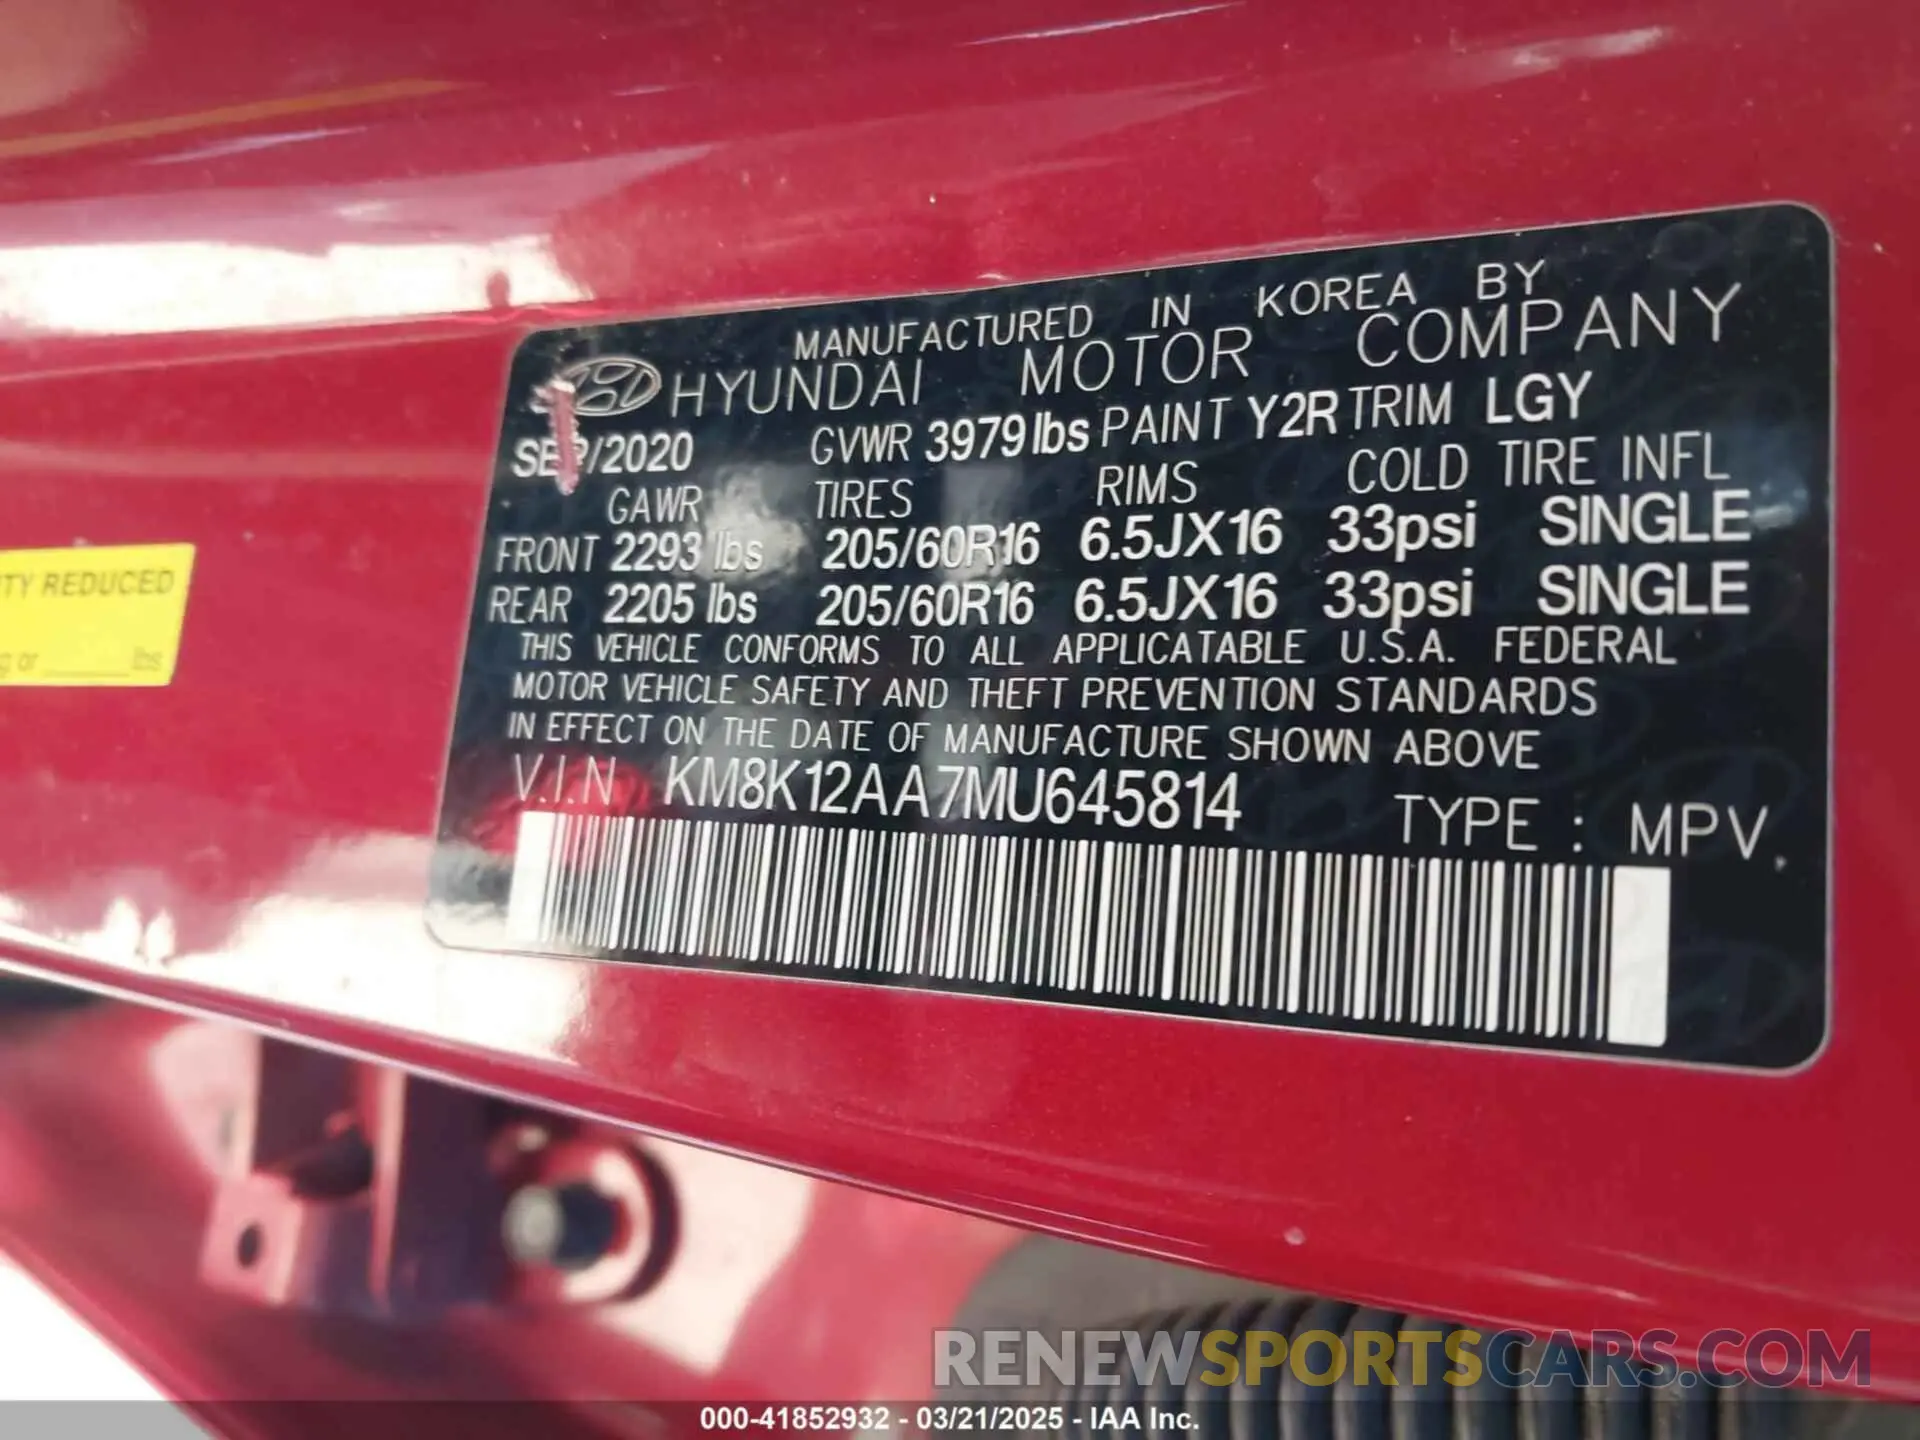 MANUFACTURED IN KOREA BY
HYUNDAI MOTOR COMPANY
SEP/2020 GVWR 3979 lbs PAINT Y2R TRIM LGY
GAWR TIRES RIMS COLD TIRE INFL
FRONT 2293 lbs 205/60R16 6.5JX16 33psi SINGLE
REAR 2205 lbs 205/60R16 6.5JX16 33psi SINGLE
THIS VEHICLE CONFORMS TO ALL APPLICATABLE U.S.A. FEDERAL
MOTOR VEHICLE SAFETY AND THEFT PREVENTION STANDARDS
IN EFFECT ON THE DATE OF MANUFACTURE SHOWN ABOVE
V.I.N KM8K12AA7MU645814 TYPE : MPV
TY REDUCED
g or ______ lbs
RENEWSPORTSCARS.COM
000-41852932 - 03/21/2025 - IAA Inc.